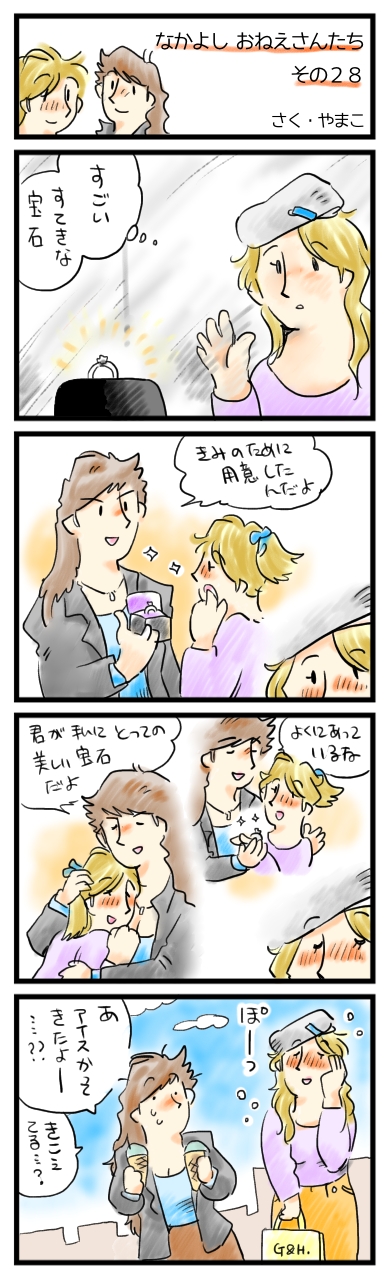 なかよし おねえさんたち
その２８
さく・やまこ
すごい
すてきな
宝石
きみのために
用意した
んだよ
よくにあって
いるな
君が私にとっての
美しい宝石
だよ
ぽーっ
あ
アイスかって
きたよー
……??
きこえ
てる…?
G&H.